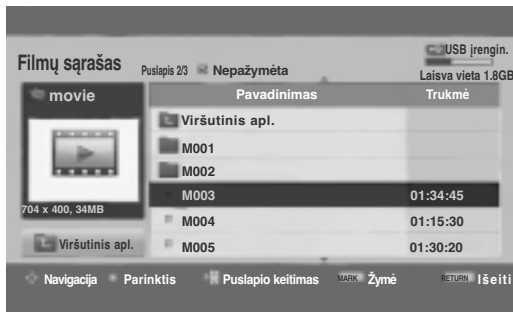 Filmų sąrašas
Puslapis 2/3
Nepažymėta
USB įrengin.
Laisva vieta 1.8GB
movie
Pavadinimas
Trukmė
Viršutinis apl.
M001
M002
M003 01:34:45
704 x 400, 34MB
M004 01:15:30
Viršutinis apl.
M005 01:30:20
Navigacija Parinktis Puslapio keitimas MARK Žymė RETURN Išeiti